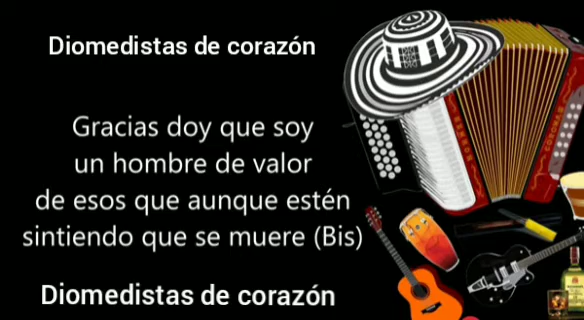 Diomedistas de corazón
Gracias doy que soy
un hombre de valor
de esos que aunque estén
sintiendo que se muere (Bis)
Diomedistas de corazón